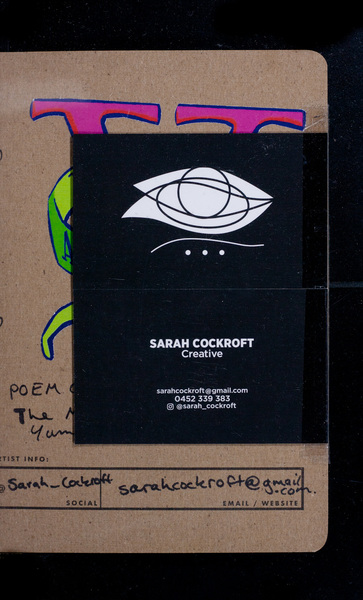 SARAH COCKROFT
Creative
sarahcockroft@gmail.com
0452 339 383
@sarah_cockroft
POEM
The
RTIST INFO:
@Sarah_Cockroft
sarahcockroft@gmail.com.
SOCIAL
EMAIL / WEBSITE